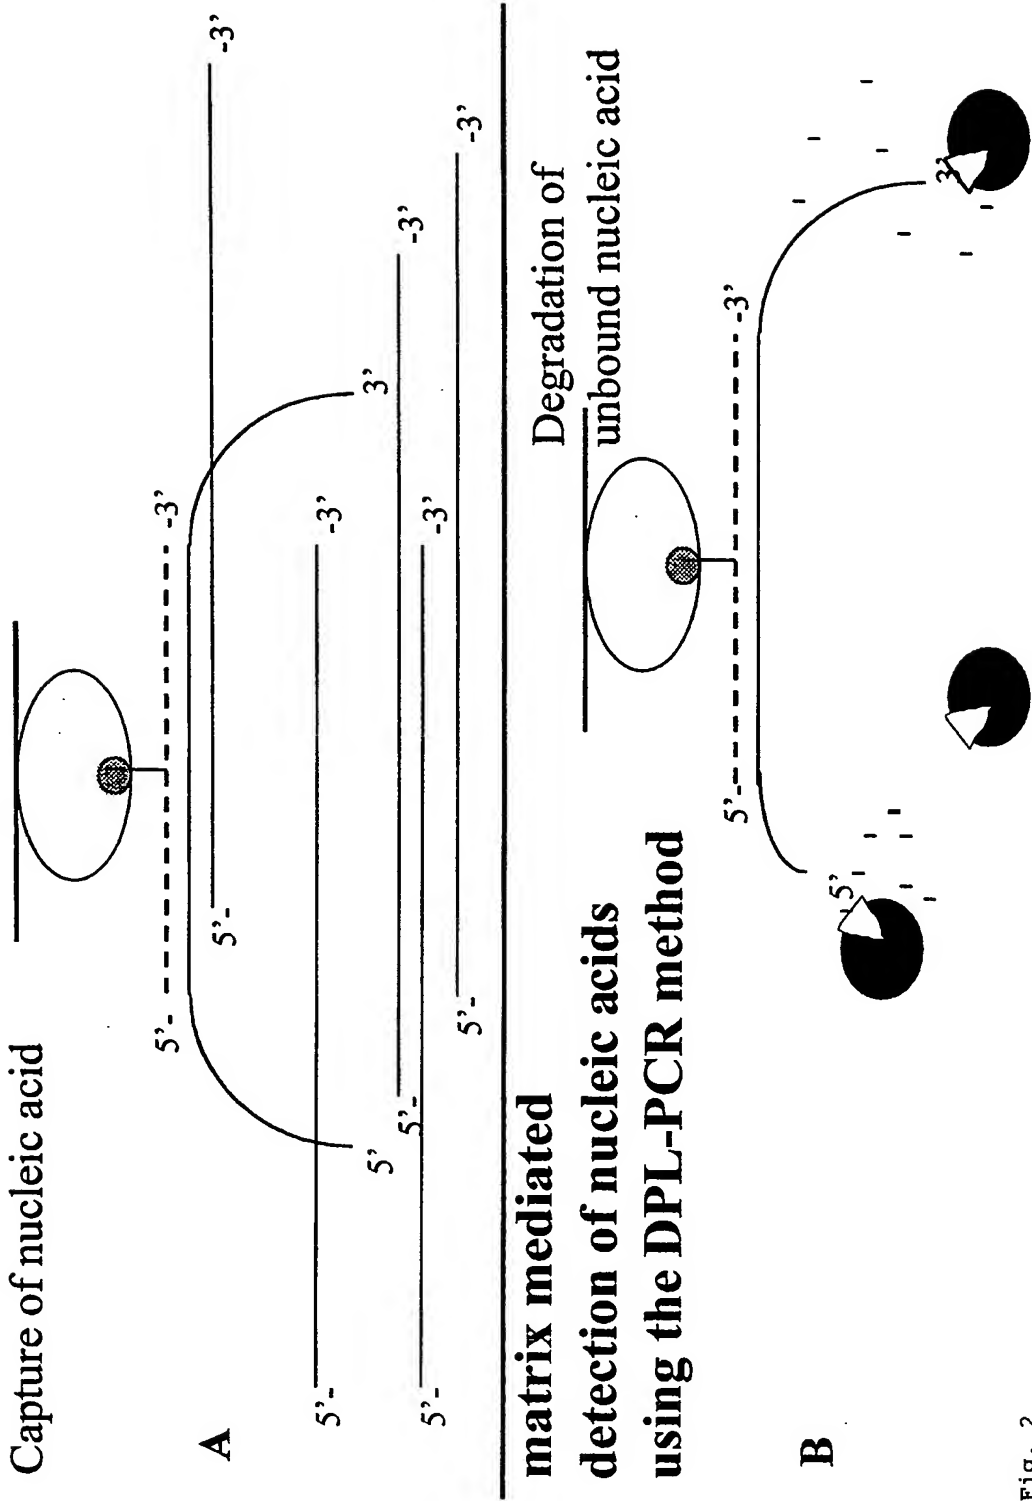 Capture of nucleic acid
5'- -3'
A
5'- -3'
5'- -3'
5' 3'
5'- -3'
5'- -3'
5'- -3'
matrix mediated
detection of nucleic acids
using the DPL-PCR method
Degradation of
unbound nucleic acid
5'- -3'
B
5' 3'
Fig. 2